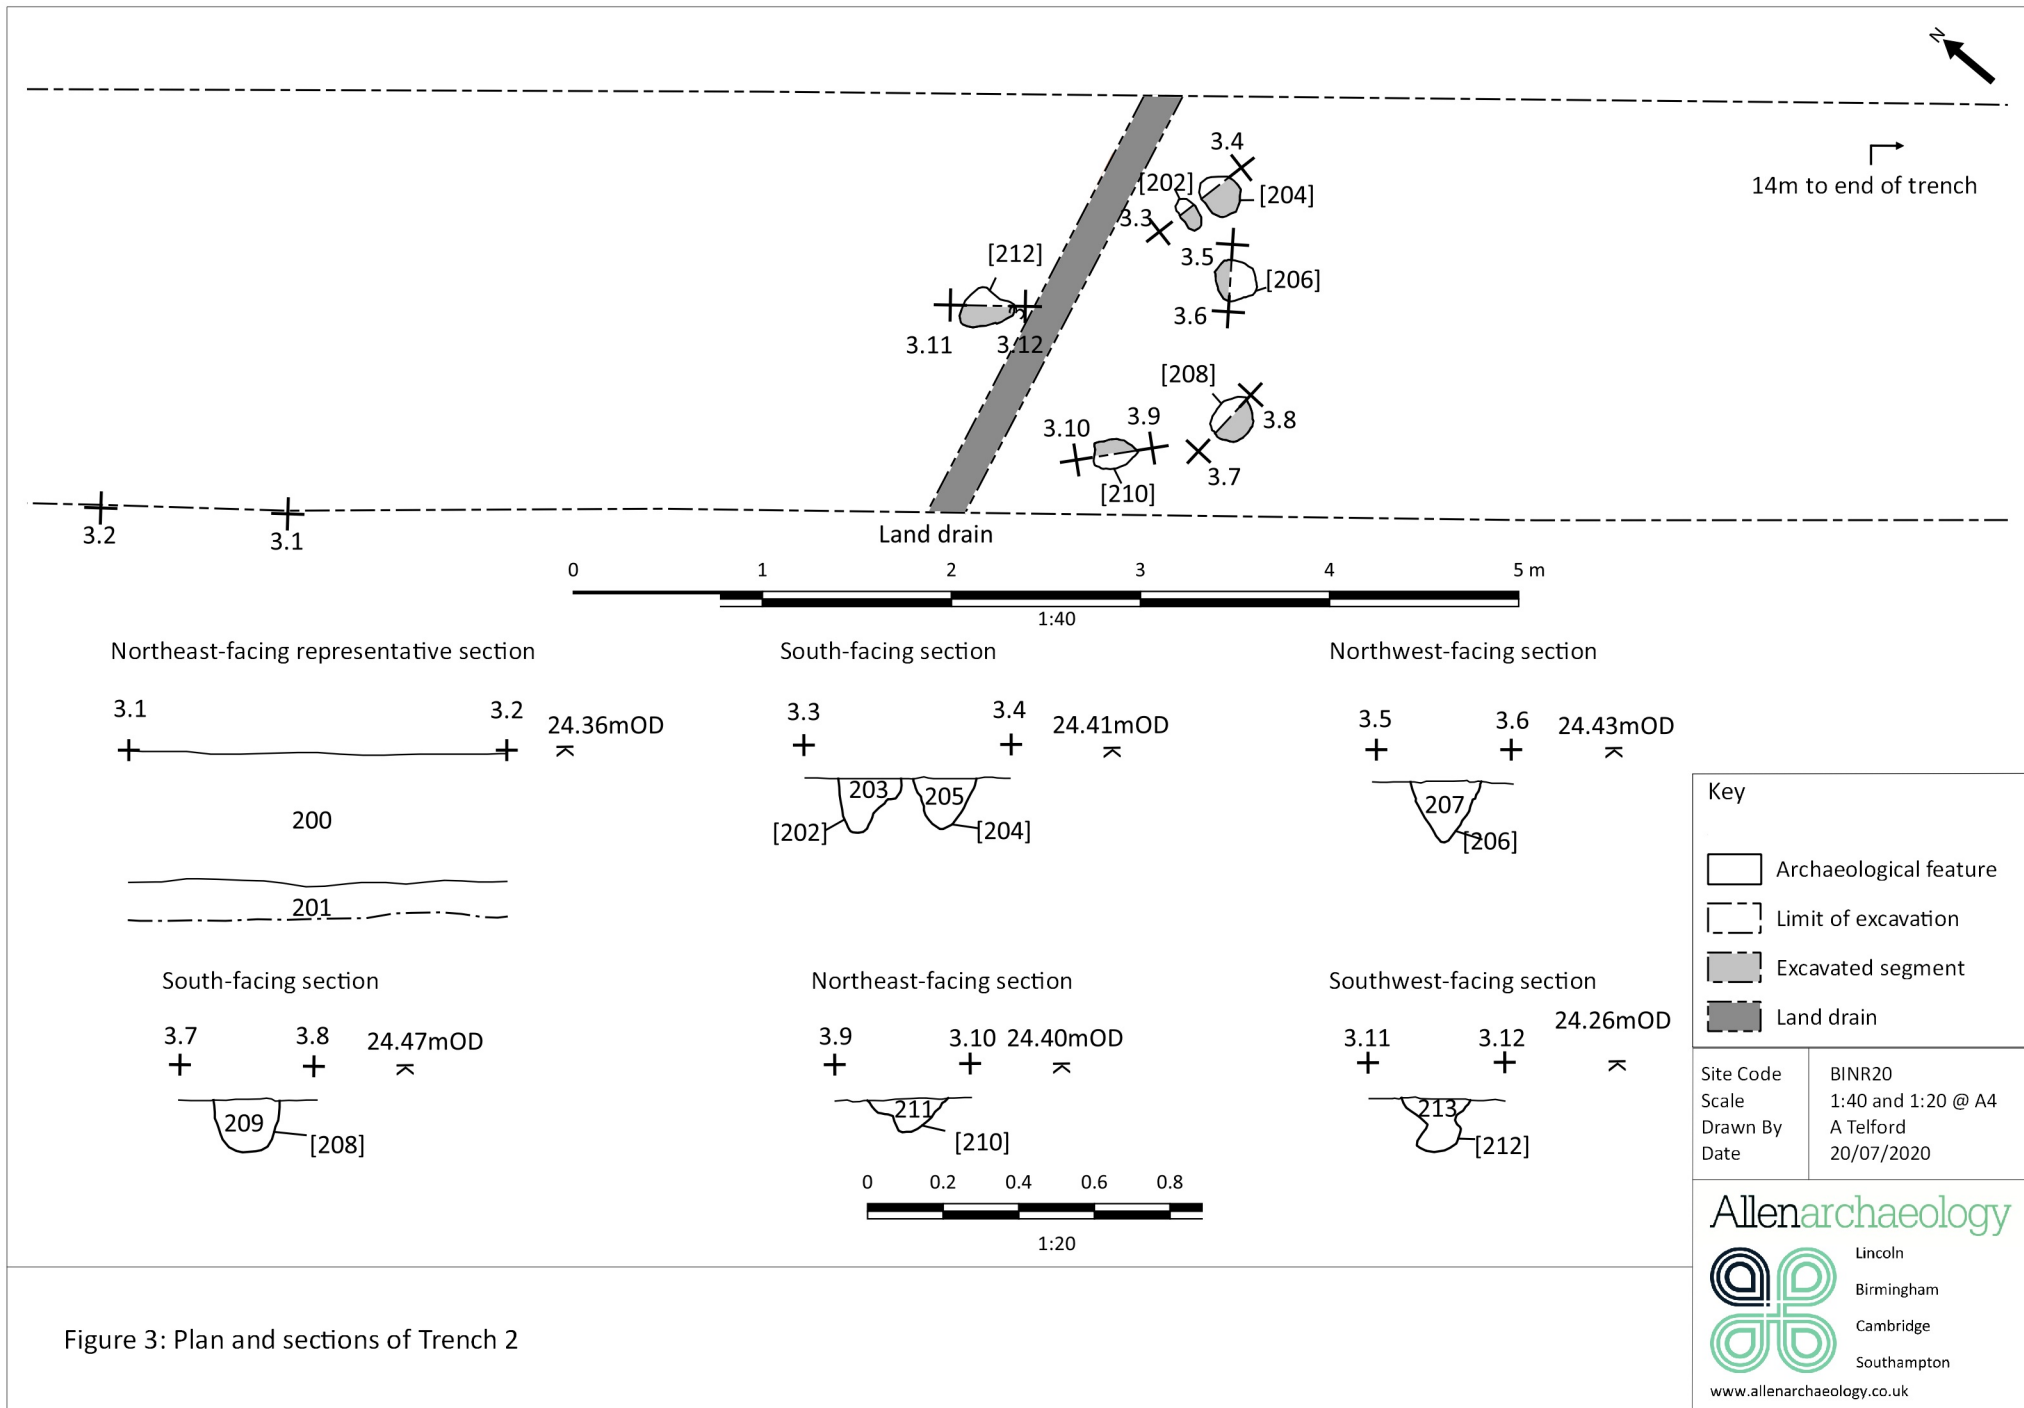 N
3.4
[202]
[204]
14m to end of trench
3.3
3.5
[212]
[206]
3.6
3.11
3.12
[208]
3.9
3.8
3.10
3.7
[210]
3.2
3.1
Land drain
0 1 2 3 4 5 m
1:40
Northeast-facing representative section
3.1 3.2 24.36mOD
200
201
South-facing section
3.3 3.4 24.41mOD
203 205
[202] [204]
Northwest-facing section
3.5 3.6 24.43mOD
207
[206]
South-facing section
3.7 3.8 24.47mOD
209
[208]
Northeast-facing section
3.9 3.10 24.40mOD
211
[210]
Southwest-facing section
3.11 3.12 24.26mOD
213
[212]
0 0.2 0.4 0.6 0.8
1:20
Key
Archaeological feature
Limit of excavation
Excavated segment
Land drain
Site Code BINR20
Scale 1:40 and 1:20 @ A4
Drawn By A Telford
Date 20/07/2020
Allenarchaeology
Lincoln
Birmingham
Cambridge
Southampton
www.allenarchaeology.co.uk
Figure 3: Plan and sections of Trench 2